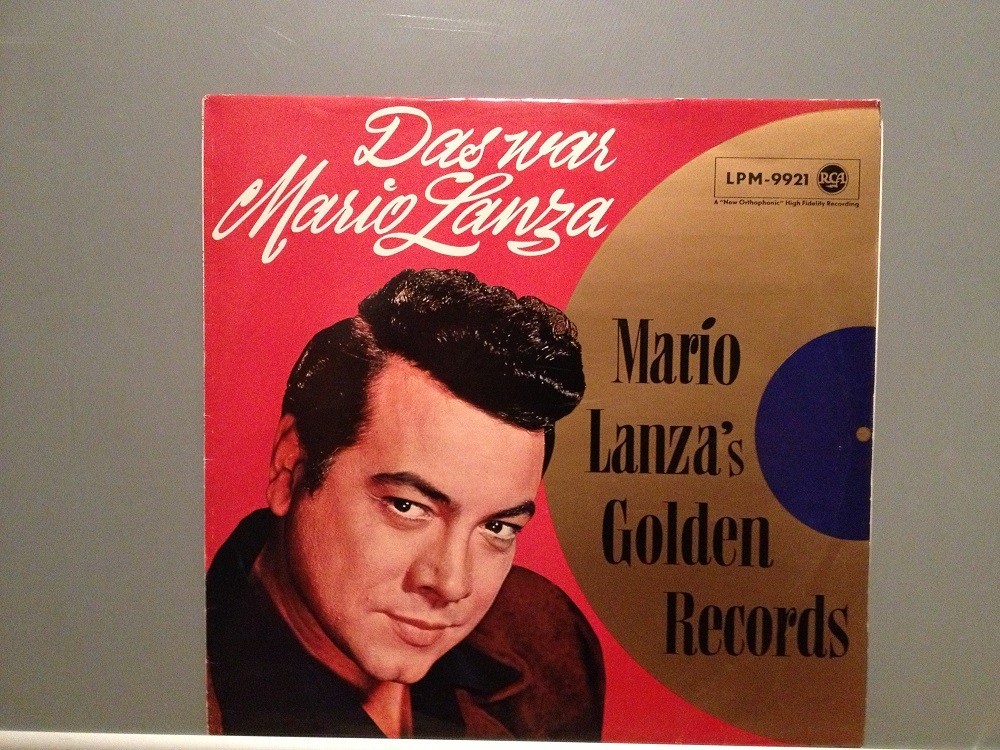 Das war
Mario Lanza
LPM-9921 RCA
A "New Orthophonic" High Fidelity Recording
Mario
Lanza's
Golden
Records